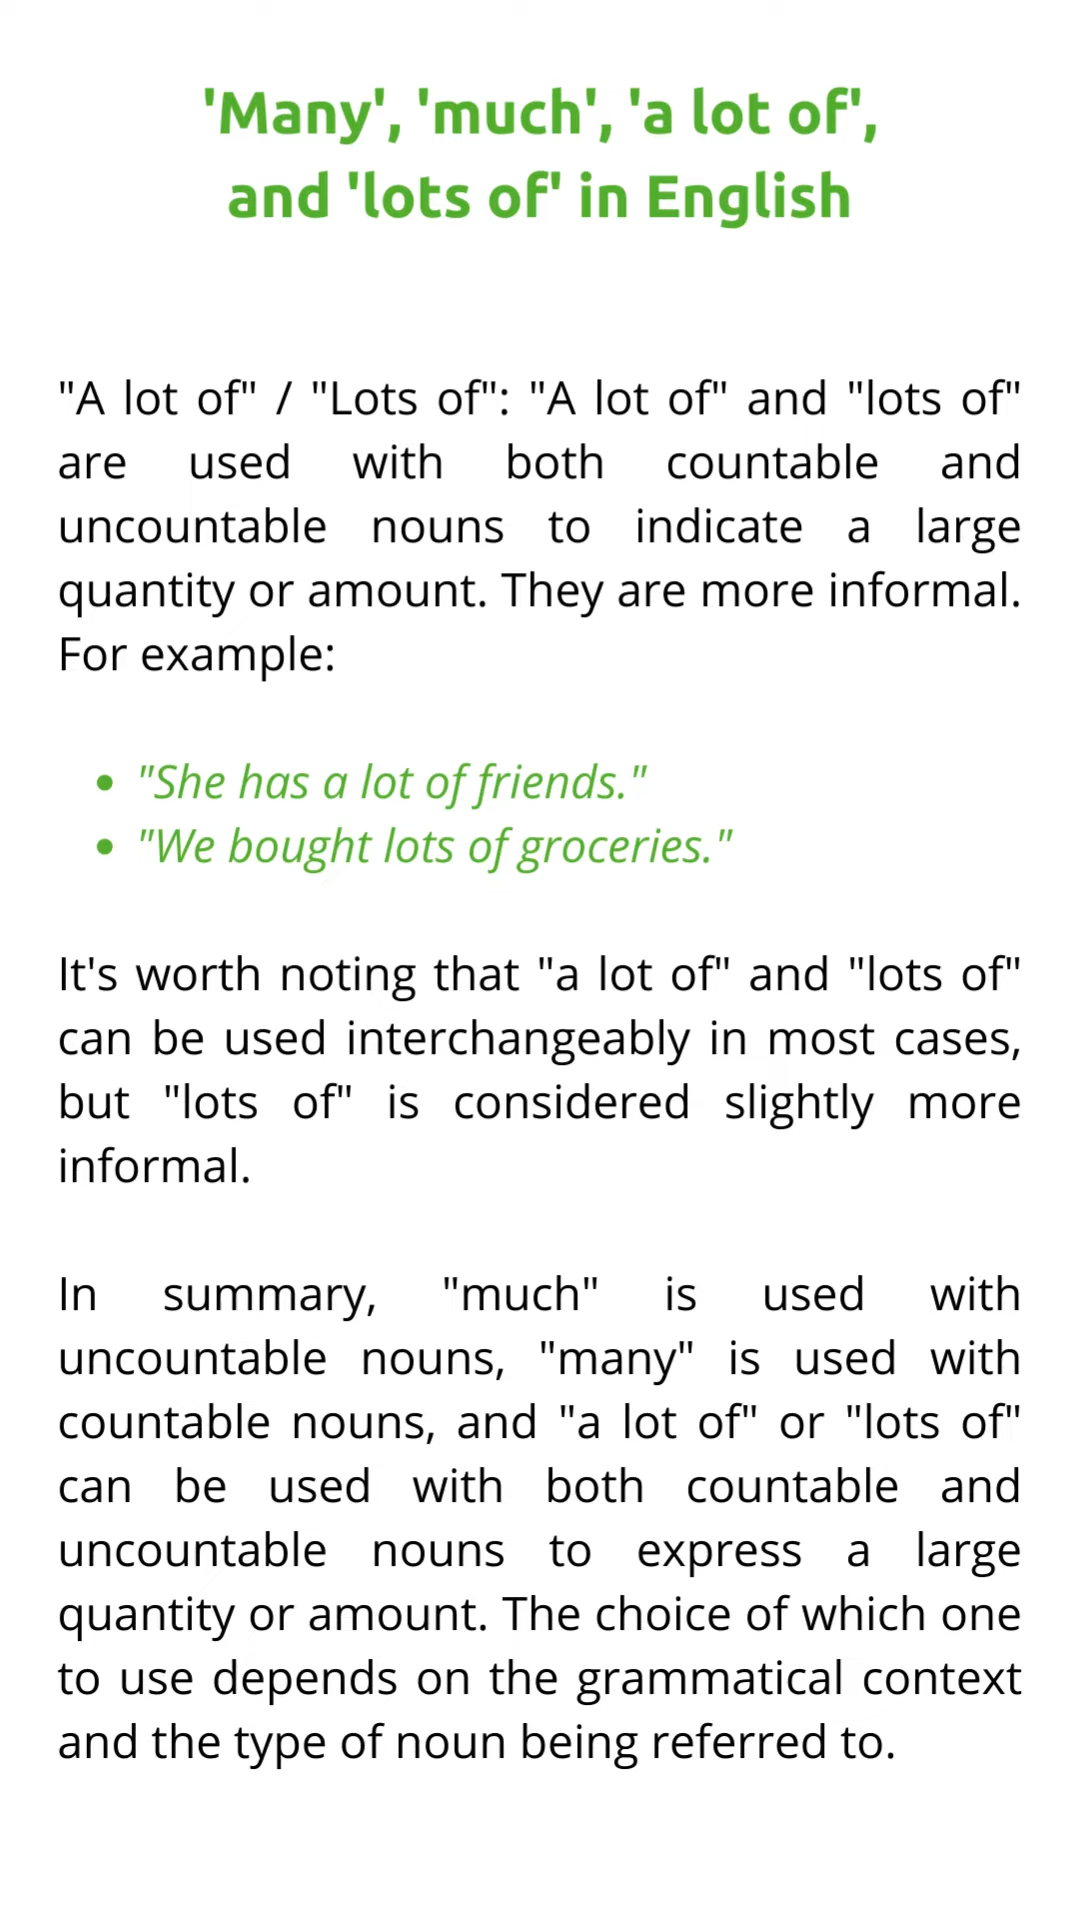 'Many', 'much', 'a lot of',
and 'lots of' in English
"A lot of" / "Lots of": "A lot of" and "lots of"
are used with both countable and
uncountable nouns to indicate a large
quantity or amount. They are more informal.
For example:
• "She has a lot of friends."
• "We bought lots of groceries."
It's worth noting that "a lot of" and "lots of"
can be used interchangeably in most cases,
but "lots of" is considered slightly more
informal.
In summary, "much" is used with
uncountable nouns, "many" is used with
countable nouns, and "a lot of" or "lots of"
can be used with both countable and
uncountable nouns to express a large
quantity or amount. The choice of which one
to use depends on the grammatical context
and the type of noun being referred to.